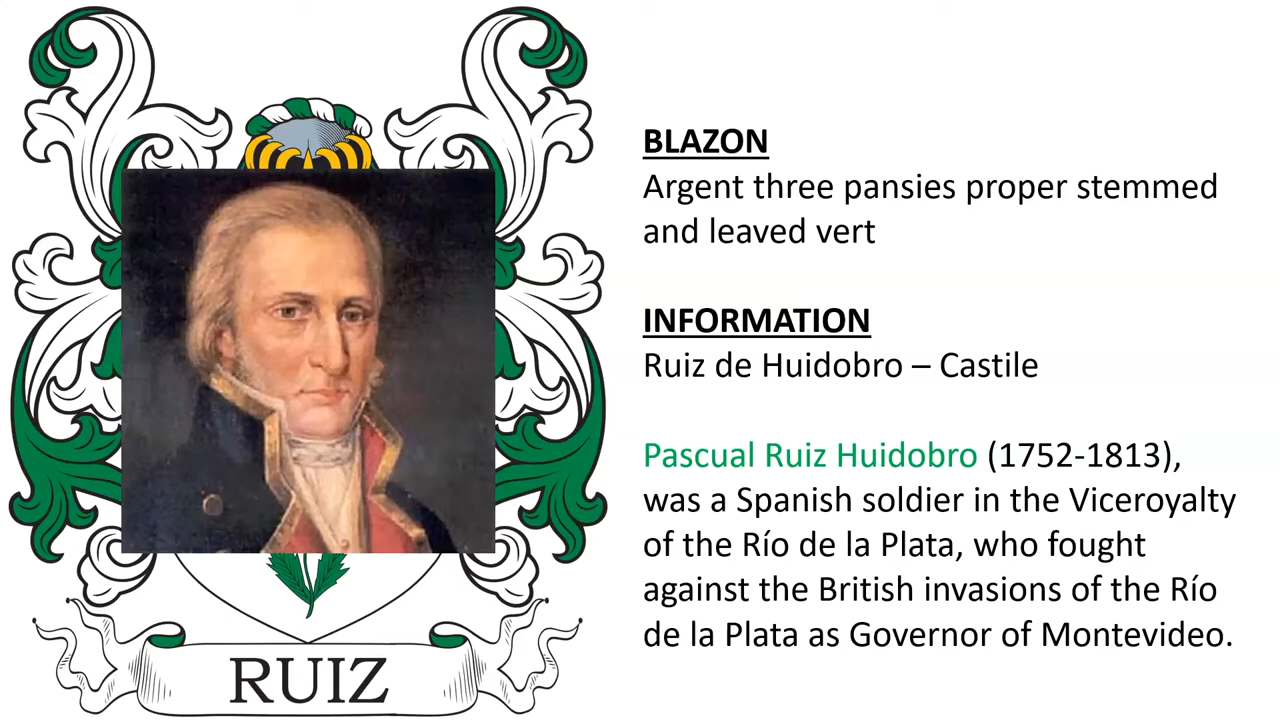 BLAZON
Argent three pansies proper stemmed
and leaved vert
INFORMATION
Ruiz de Huidobro – Castile
Pascual Ruiz Huidobro (1752-1813),
was a Spanish soldier in the Viceroyalty
of the Río de la Plata, who fought
against the British invasions of the Río
de la Plata as Governor of Montevideo.
RUIZ